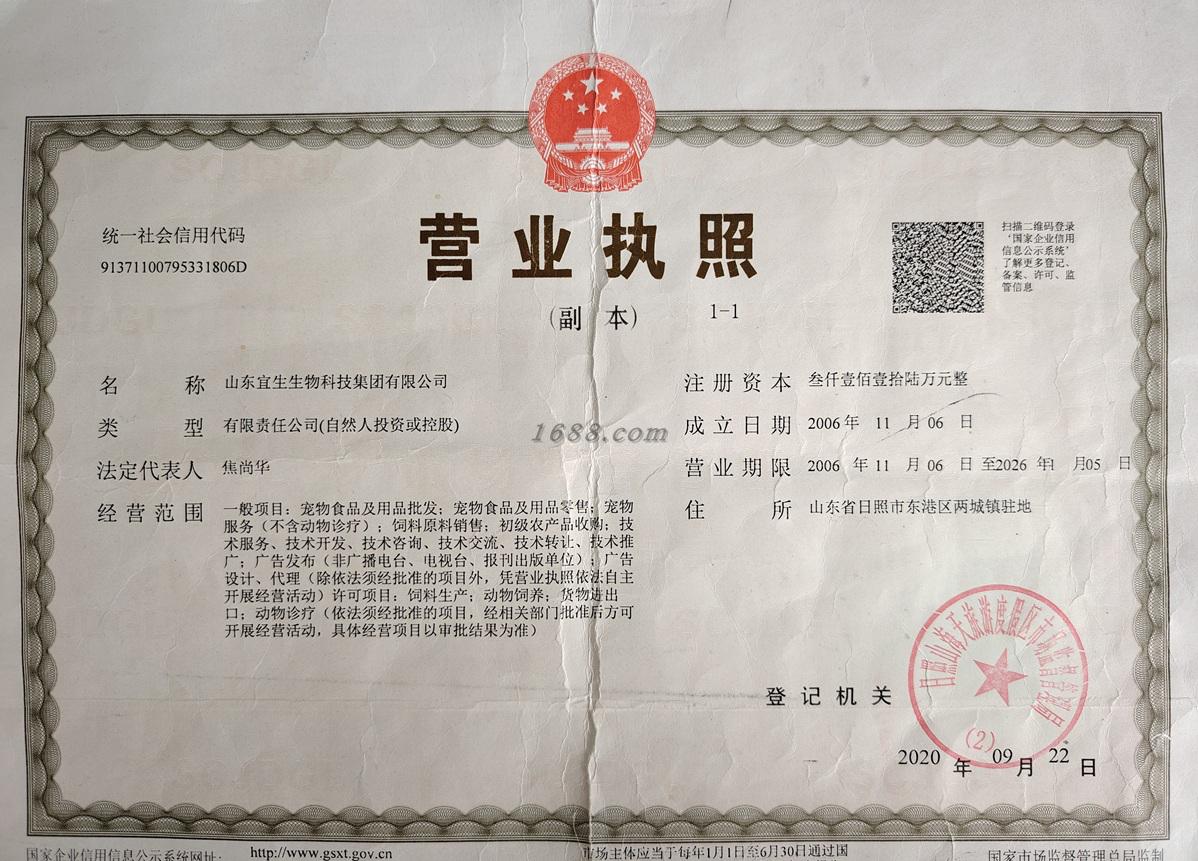 统一社会信用代码
91371100795331806D
营业执照
(副 本) 1-1
扫描二维码登录
‘国家企业信用
信息公示系统’
了解更多登记、
备案、许可、监
管信息
名 称 山东宜生生物科技集团有限公司
类 型 有限责任公司(自然人投资或控股)
法定代表人 焦尚华
经营范围 一般项目：宠物食品及用品批发；宠物食品及用品零售；宠物
服务（不含动物诊疗）；饲料原料销售；初级农产品收购；技
术服务、技术开发、技术咨询、技术交流、技术转让、技术推
广；广告发布（非广播电台、电视台、报刊出版单位）；广告
设计、代理（除依法须经批准的项目外，凭营业执照依法自主
开展经营活动）许可项目：饲料生产；动物饲养；货物进出
口；动物诊疗（依法须经批准的项目，经相关部门批准后方可
开展经营活动，具体经营项目以审批结果为准）
注册资本 叁仟壹佰壹拾陆万元整
成立日期 2006年 11 月06 日
营业期限 2006 年11 月06 日至2026 年 月05 日
住 所 山东省日照市东港区两城镇驻地
1688.com
登记机关
日照山海天旅游度假区市场监督管理局
(2)
2020 年 09 月 22 日
国家企业信用信息公示系统网址: http://www.gsxt.gov.cn
市场主体应当于每年1月1日至6月30日通过国
国家市场监督管理总局监制